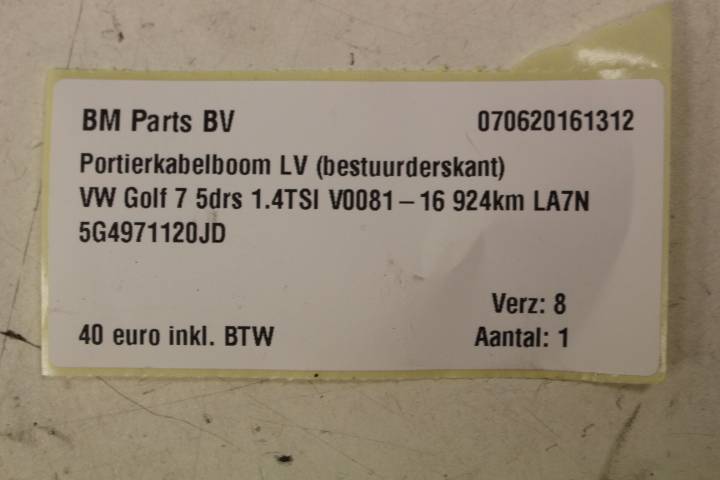 BM Parts BV 070620161312
Portierkabelboom LV (bestuurderskant)
VW Golf 7 5drs 1.4TSI V0081-16 924km LA7N
5G4971120JD
Verz: 8
40 euro inkl. BTW Aantal: 1